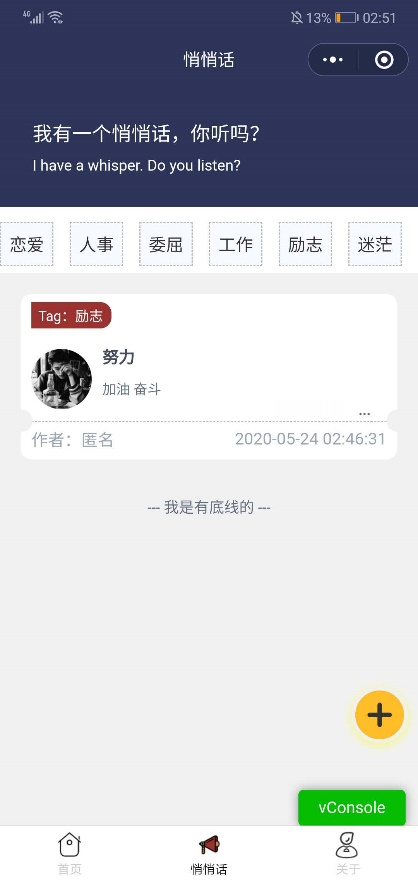 4G 13% 02:51
悄悄话
我有一个悄悄话，你听吗？
I have a whisper. Do you listen?
恋爱 人事 委屈 工作 励志 迷茫
Tag：励志
努力
加油 奋斗
...
作者：匿名 2020-05-24 02:46:31
--- 我是有底线的 ---
vConsole
首页 悄悄话 关于